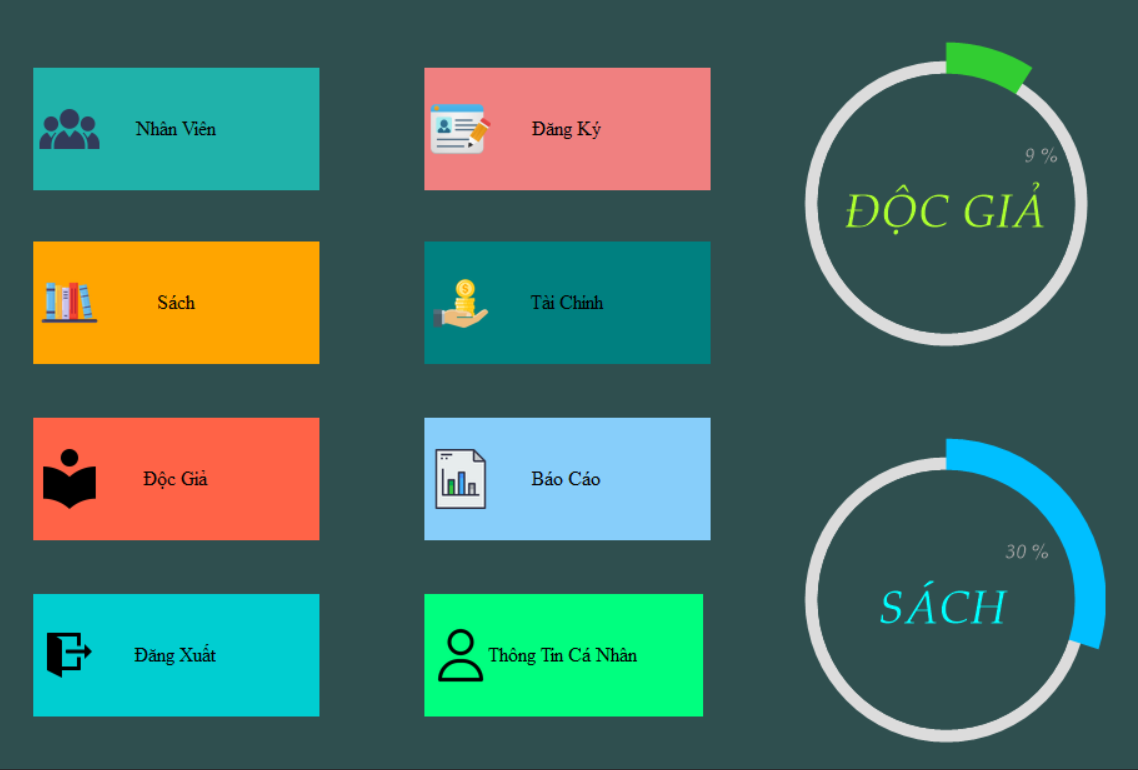 Nhân Viên
Đăng Ký
Sách
Tài Chính
Độc Giả
Báo Cáo
Đăng Xuất
Thông Tin Cá Nhân
9 %
ĐỘC GIẢ
30 %
SÁCH